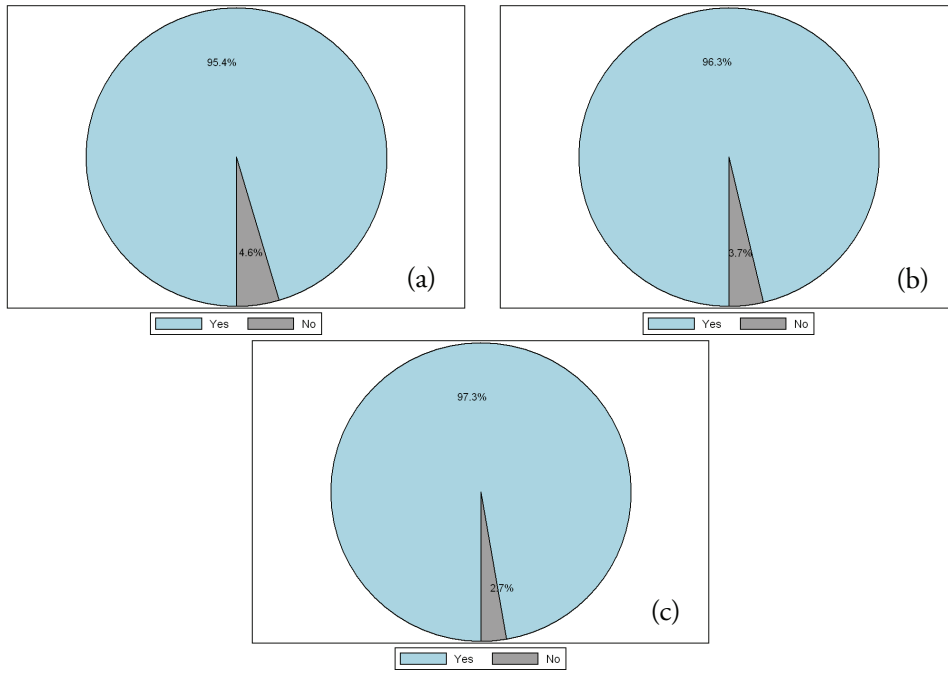 95.4%
4.6%
(a)
Yes No
96.3%
3.7%
(b)
Yes No
97.3%
2.7%
(c)
Yes No